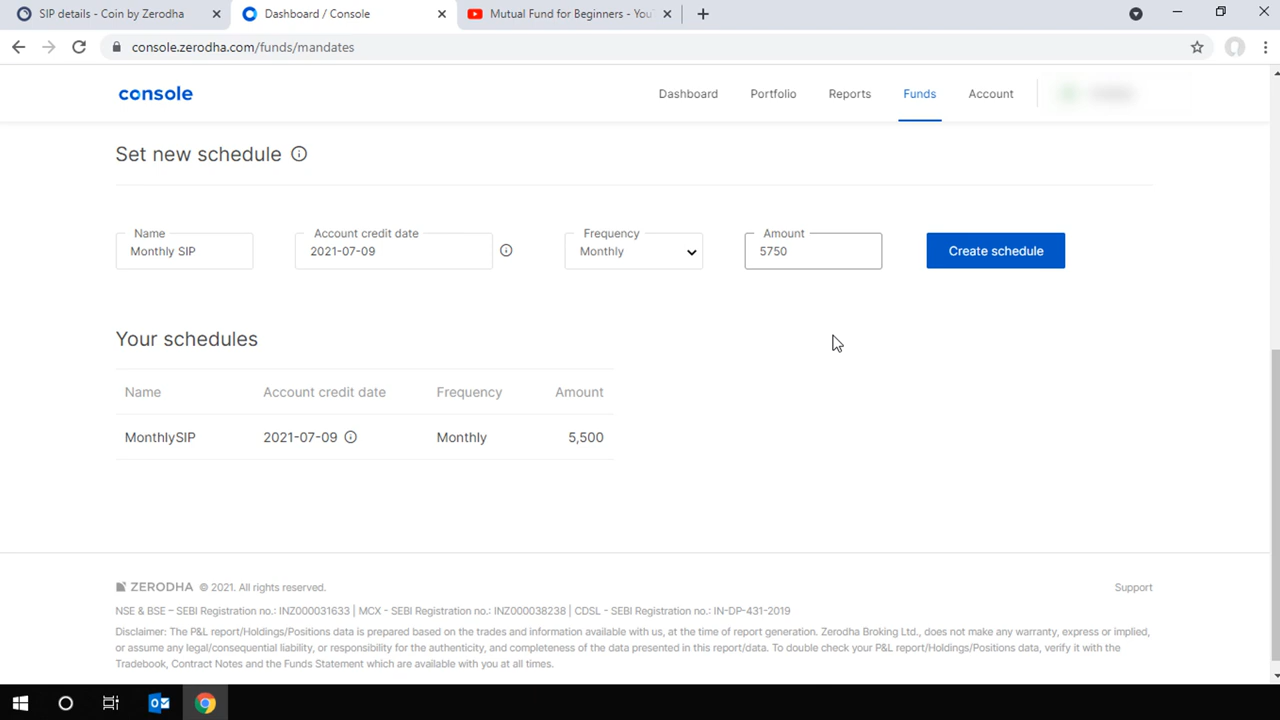 SIP details - Coin by Zerodha
Dashboard / Console
Mutual Fund for Beginners - You
console.zerodha.com/funds/mandates
console
Dashboard
Portfolio
Reports
Funds
Account
Set new schedule
Name
Account credit date
Frequency
Amount
Monthly SIP
2021-07-09
Monthly
5750
Create schedule
Your schedules
Name Account credit date Frequency Amount
MonthlySIP 2021-07-09 Monthly 5,500
ZERODHA © 2021. All rights reserved.
Support
NSE & BSE – SEBI Registration no.: INZ000031633 | MCX - SEBI Registration no.: INZ000038238 | CDSL - SEBI Registration no.: IN-DP-431-2019
Disclaimer: The P&L report/Holdings/Positions data is prepared based on the trades and information available with us, at the time of report generation. Zerodha Broking Ltd., does not make any warranty, express or implied,
or assume any legal/consequential liability, or responsibility for the authenticity, and completeness of the data presented in this report/data. To double check your P&L report/Holdings/Positions data, verify it with the
Tradebook, Contract Notes and the Funds Statement which are available with you at all times.